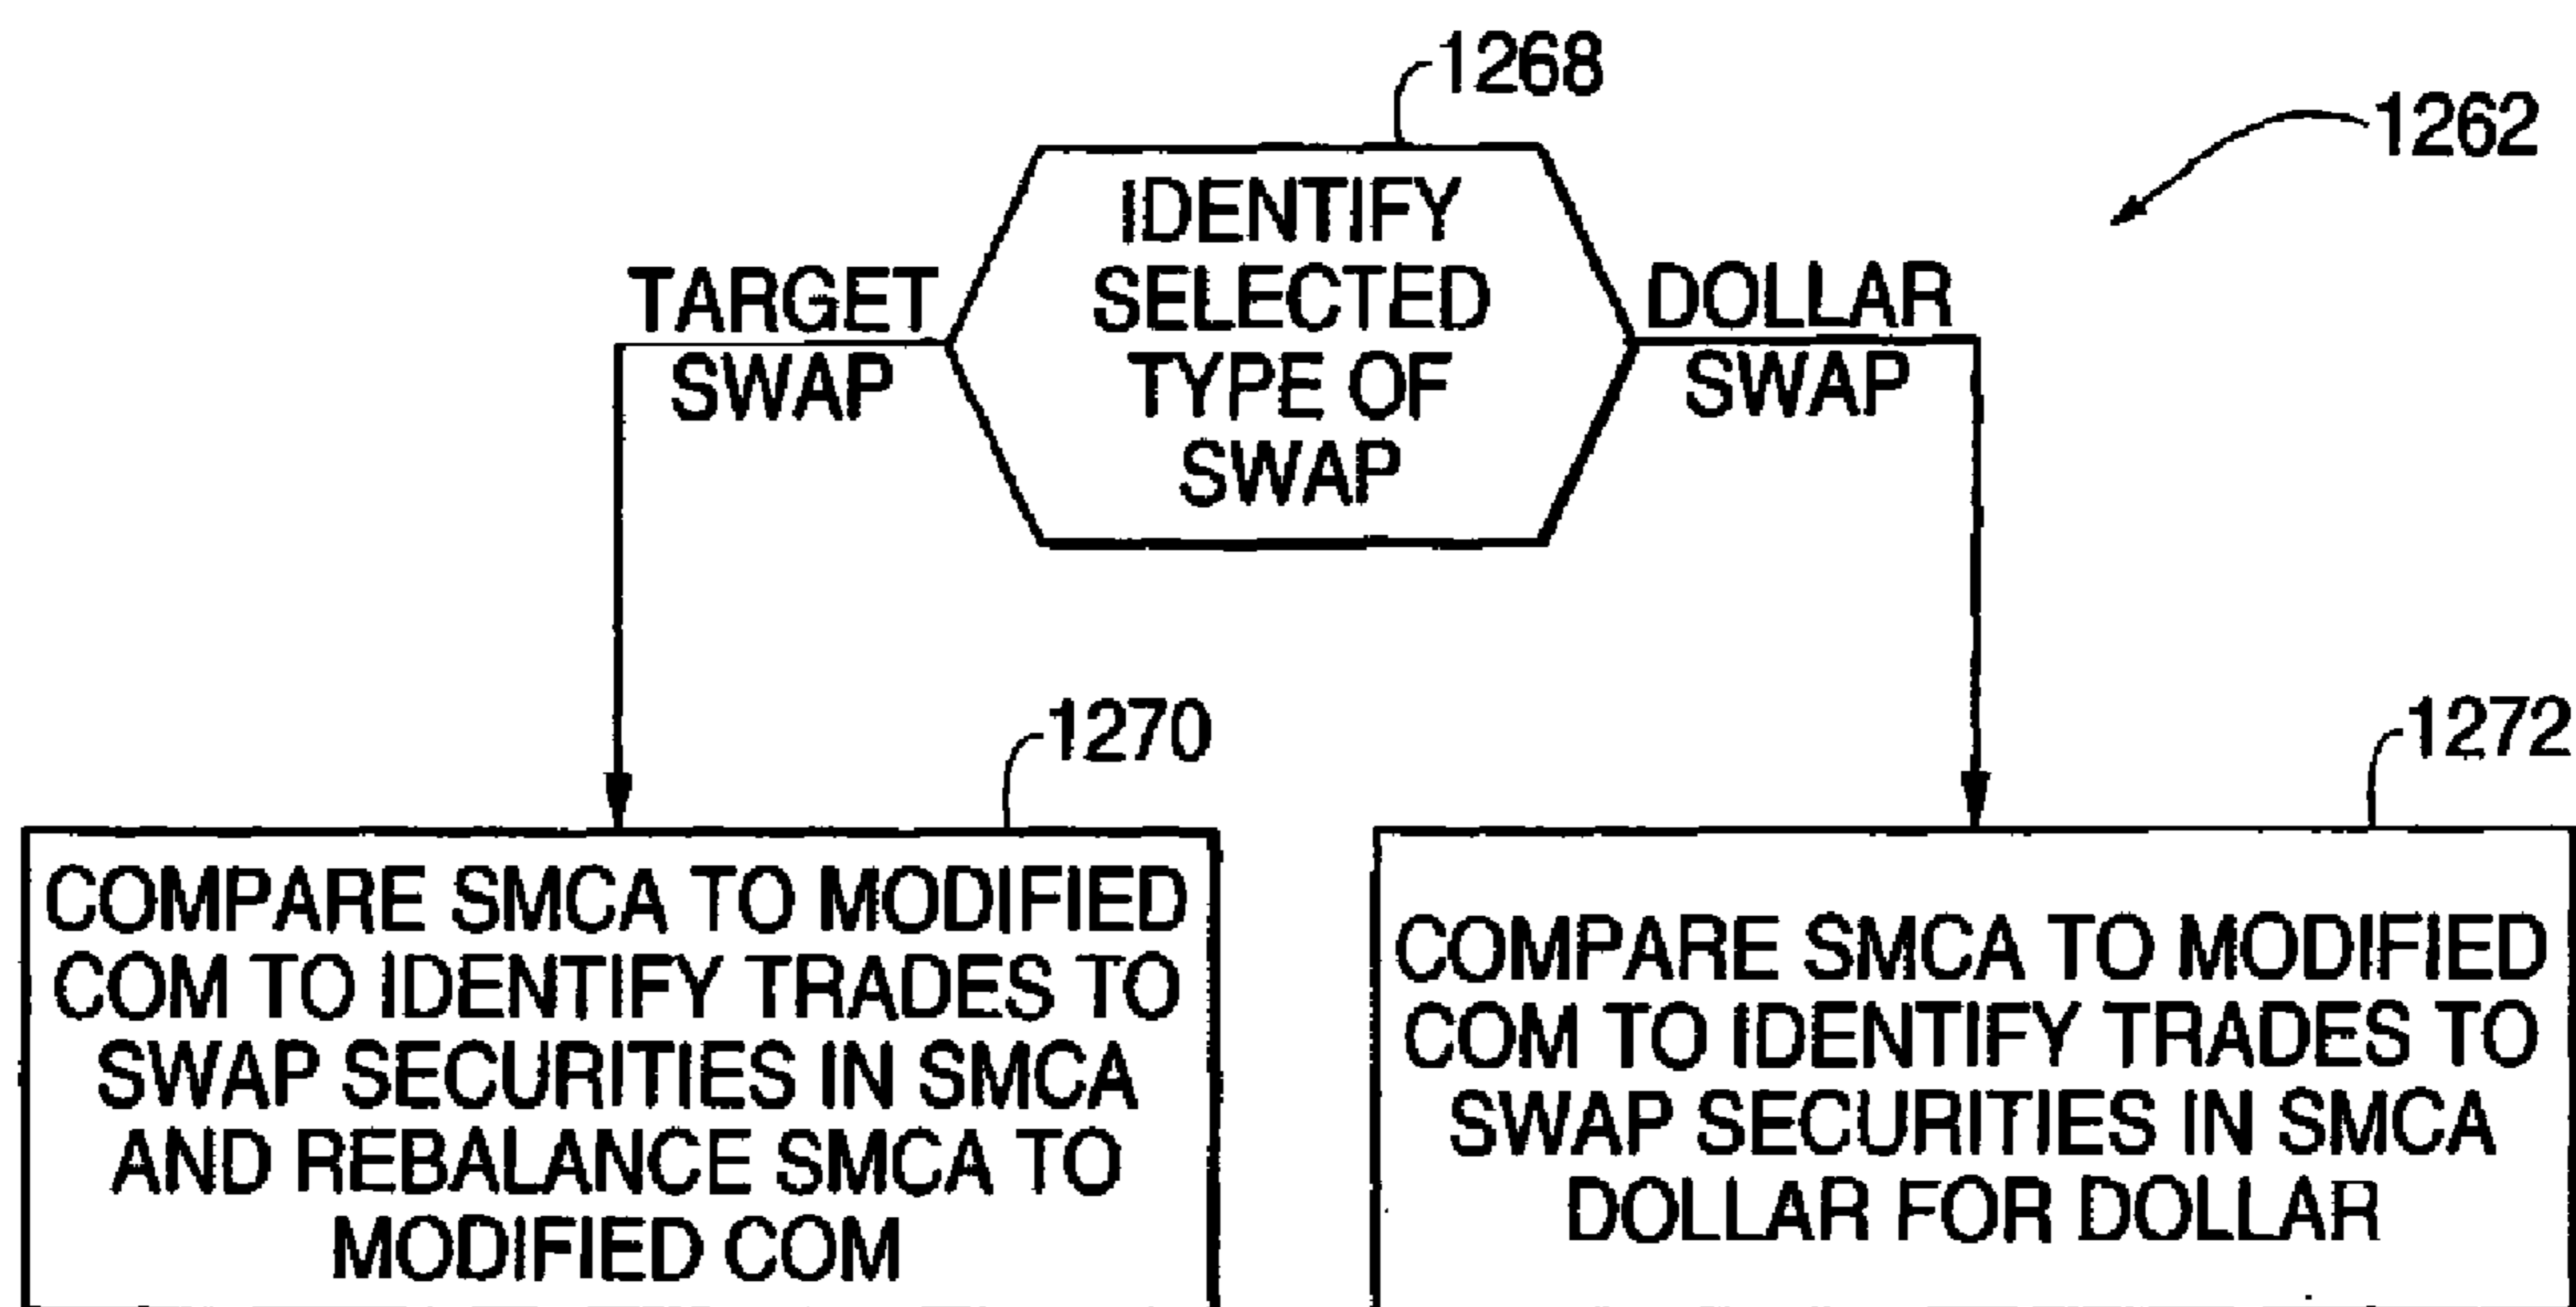 1268
1262
IDENTIFY
SELECTED
TYPE OF
SWAP
TARGET
SWAP
DOLLAR
SWAP
1270
1272
COMPARE SMCA TO MODIFIED
COM TO IDENTIFY TRADES TO
SWAP SECURITIES IN SMCA
AND REBALANCE SMCA TO
MODIFIED COM
COMPARE SMCA TO MODIFIED
COM TO IDENTIFY TRADES TO
SWAP SECURITIES IN SMCA
DOLLAR FOR DOLLAR